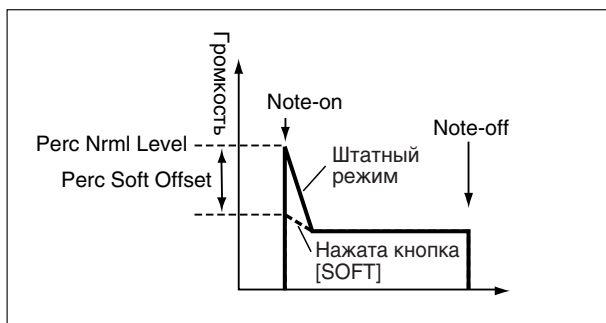 Громкость
Note-on
Note-off
Perc Nrml Level
Perc Soft Offset
Штатный
режим
Нажата кнопка
[SOFT]